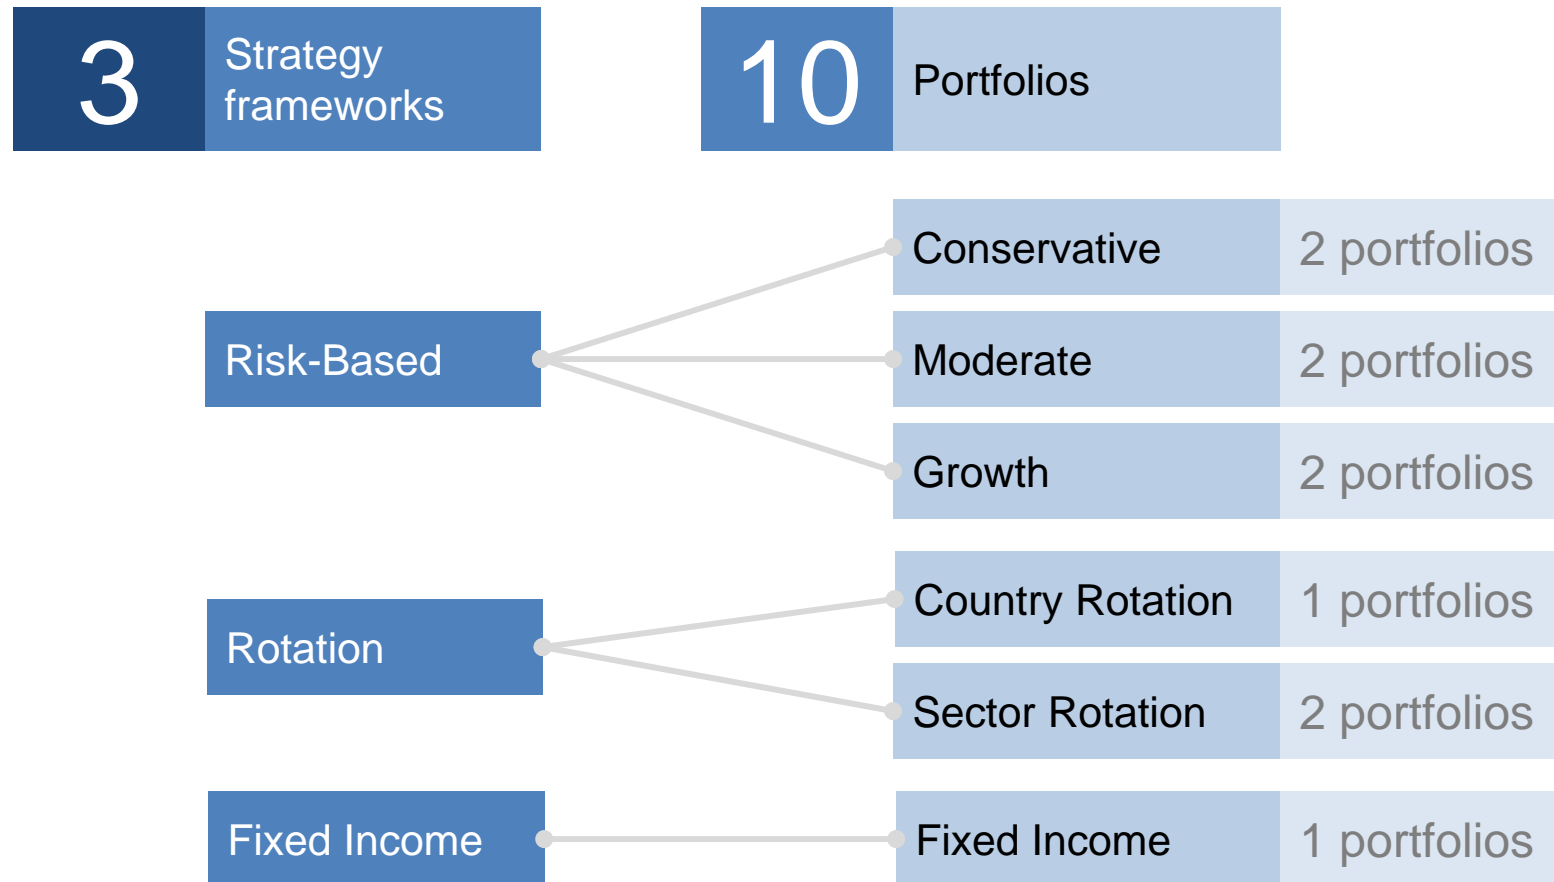 3
Strategy
frameworks
10
Portfolios
Risk-Based
Conservative
2 portfolios
Moderate
2 portfolios
Growth
2 portfolios
Rotation
Country Rotation
1 portfolios
Sector Rotation
2 portfolios
Fixed Income
Fixed Income
1 portfolios